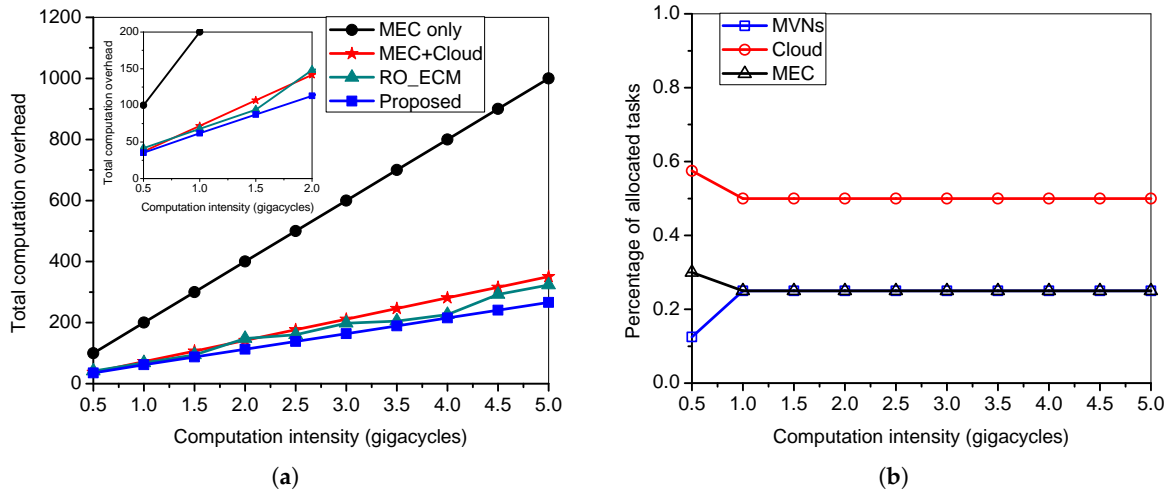 1200
1000
800
600
400
200
0
Total computation overhead
0.5 1.0 1.5 2.0 2.5 3.0 3.5 4.0 4.5 5.0
Computation intensity (gigacycles)
MEC only
MEC+Cloud
RO_ECM
Proposed
200
150
100
50
0
Total computation overhead
0.5 1.0 1.5 2.0
Computation intensity (gigacycles)
(a)
1.0
0.8
0.6
0.4
0.2
0.0
Percentage of allocated tasks
MVNs
Cloud
MEC
0.5 1.0 1.5 2.0 2.5 3.0 3.5 4.0 4.5 5.0
Computation intensity (gigacycles)
(b)